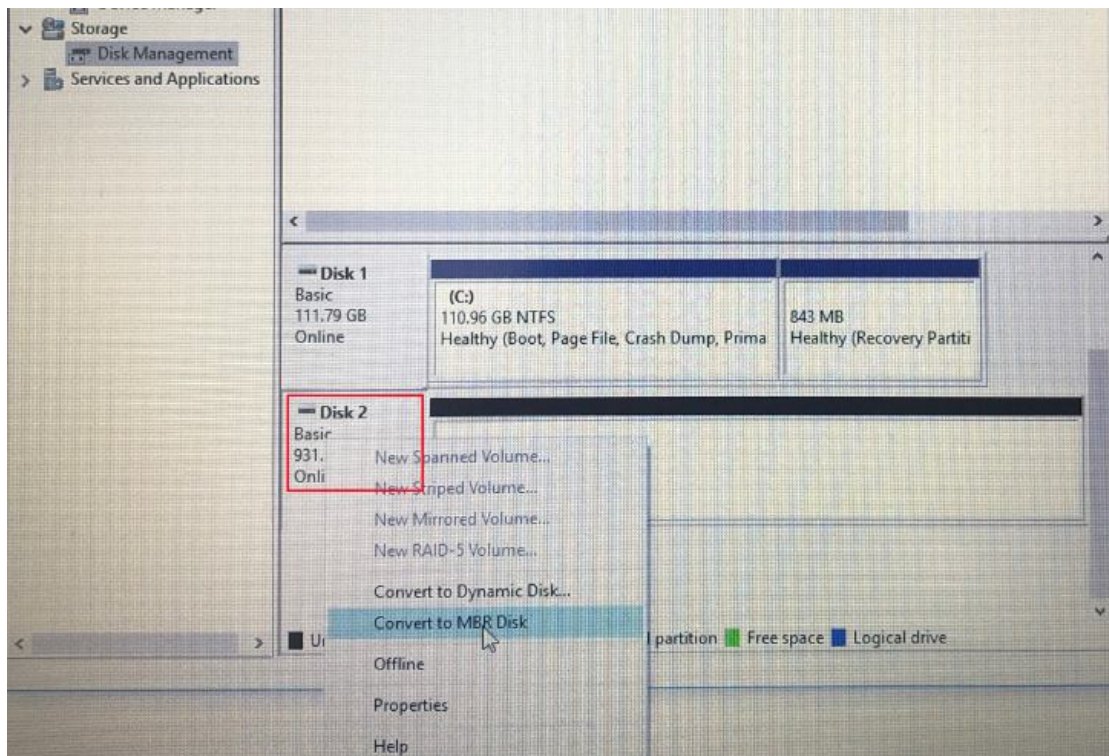 Storage
Disk Management
Services and Applications
Disk 1
Basic
111.79 GB
Online
(C:)
110.96 GB NTFS
Healthy (Boot, Page File, Crash Dump, Prima
843 MB
Healthy (Recovery Partiti
Disk 2
Basic
931.
Onli
New Spanned Volume...
New Striped Volume...
New Mirrored Volume...
New RAID-5 Volume...
Convert to Dynamic Disk...
Convert to MBR Disk
Offline
Properties
Help
partition Free space Logical drive